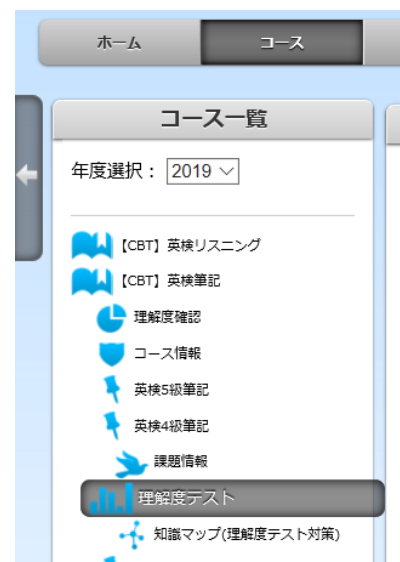 ホーム
コース
コース一覧
年度選択： 2019
【CBT】英検リスニング
【CBT】英検筆記
理解度確認
コース情報
英検5級筆記
英検4級筆記
課題情報
理解度テスト
知識マップ(理解度テスト対策)